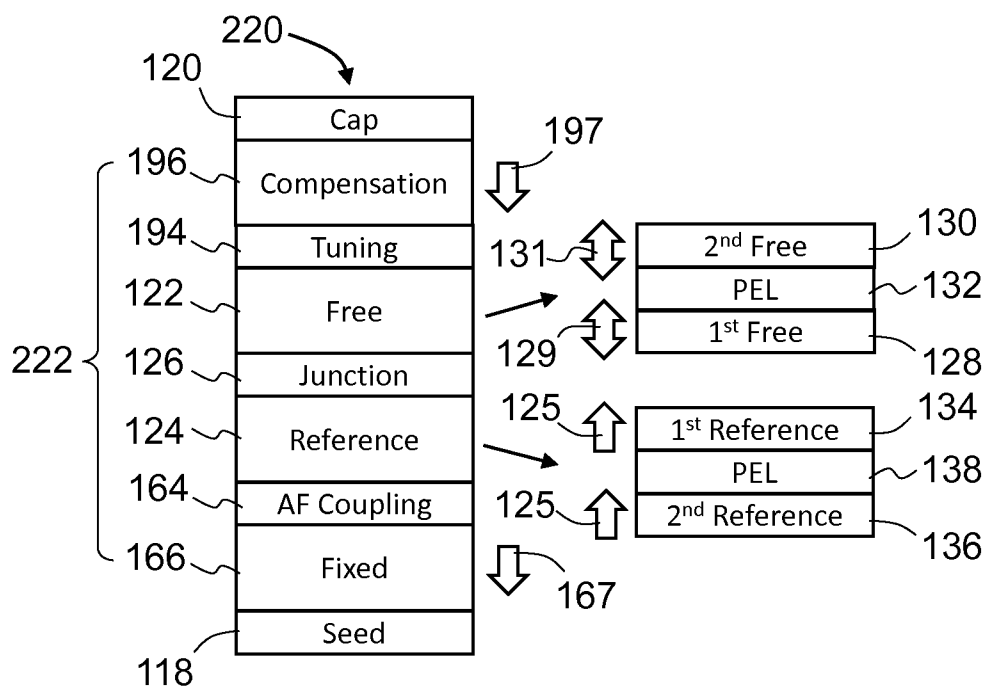 220
120
Cap
197
196
Compensation
194
Tuning
131
2nd Free
130
122
Free
PEL
132
222
129
1st Free
128
126
Junction
124
Reference
125
1st Reference
134
PEL
138
164
AF Coupling
125
2nd Reference
136
166
Fixed
167
118
Seed